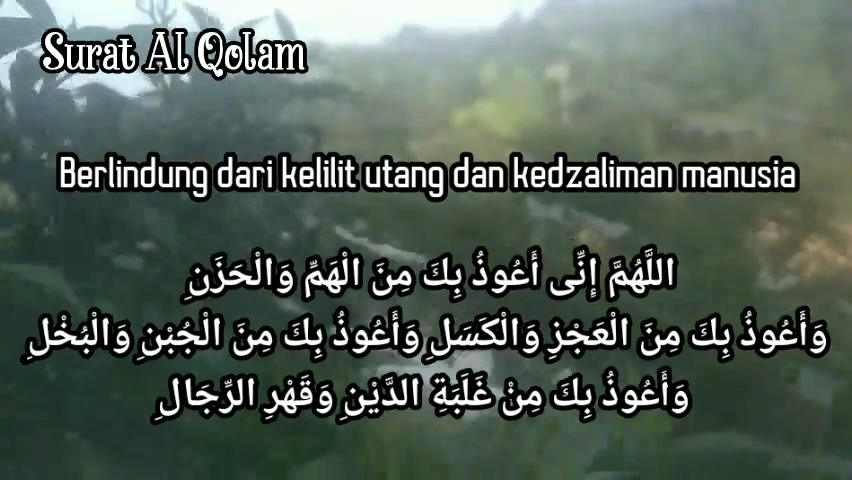 Surat Al Qolam
Berlindung dari kelilit utang dan kedzaliman manusia
اللَّهُمَّ إِنِّى أَعُوذُ بِكَ مِنَ الْهَمِّ وَالْحَزَنِ
وَأَعُوذُ بِكَ مِنَ الْعَجْزِ وَالْكَسَلِ وَأَعُوذُ بِكَ مِنَ الْجُبْنِ وَالْبُخْلِ
وَأَعُوذُ بِكَ مِنْ غَلَبَةِ الدَّيْنِ وَقَهْرِ الرِّجَالِ